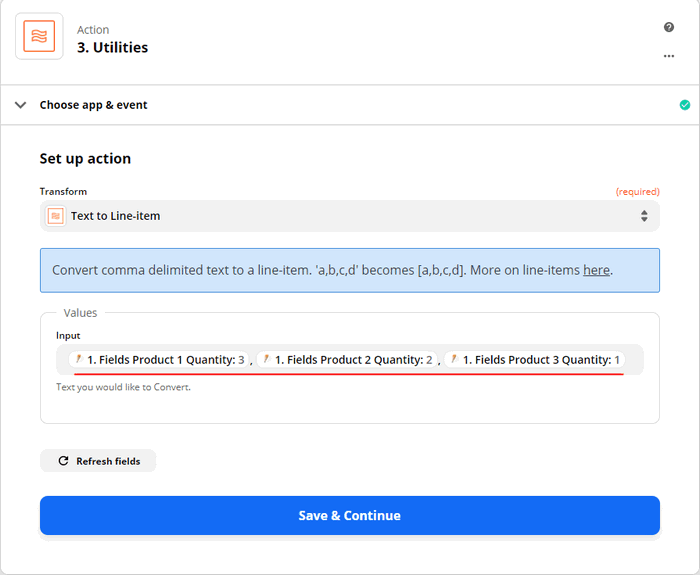 Action
3. Utilities
Choose app & event
Set up action
Transform (required)
Text to Line-item
Convert comma delimited text to a line-item. 'a,b,c,d' becomes [a,b,c,d]. More on line-items here.
Values
Input
1. Fields Product 1 Quantity: 3 , 1. Fields Product 2 Quantity: 2 , 1. Fields Product 3 Quantity: 1
Text you would like to Convert.
Refresh fields
Save & Continue